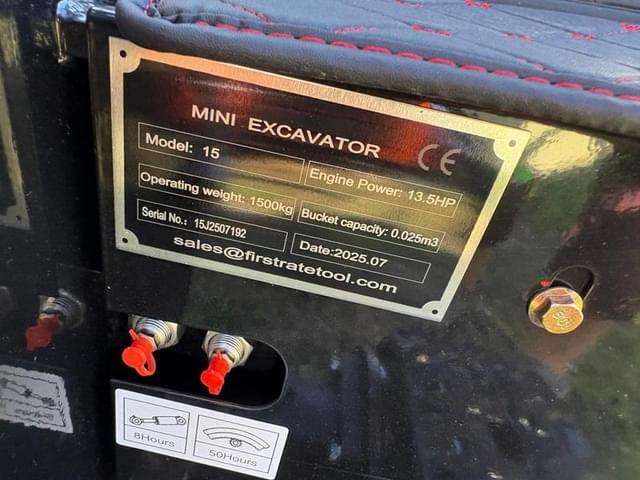 MINI EXCAVATOR CE
Model: 15
Engine Power: 13.5HP
Operating weight: 1500kg
Bucket capacity: 0.025m3
Serial No.: 15J2507192
Date:2025.07
sales@firstratetool.com
8Hours
50Hours